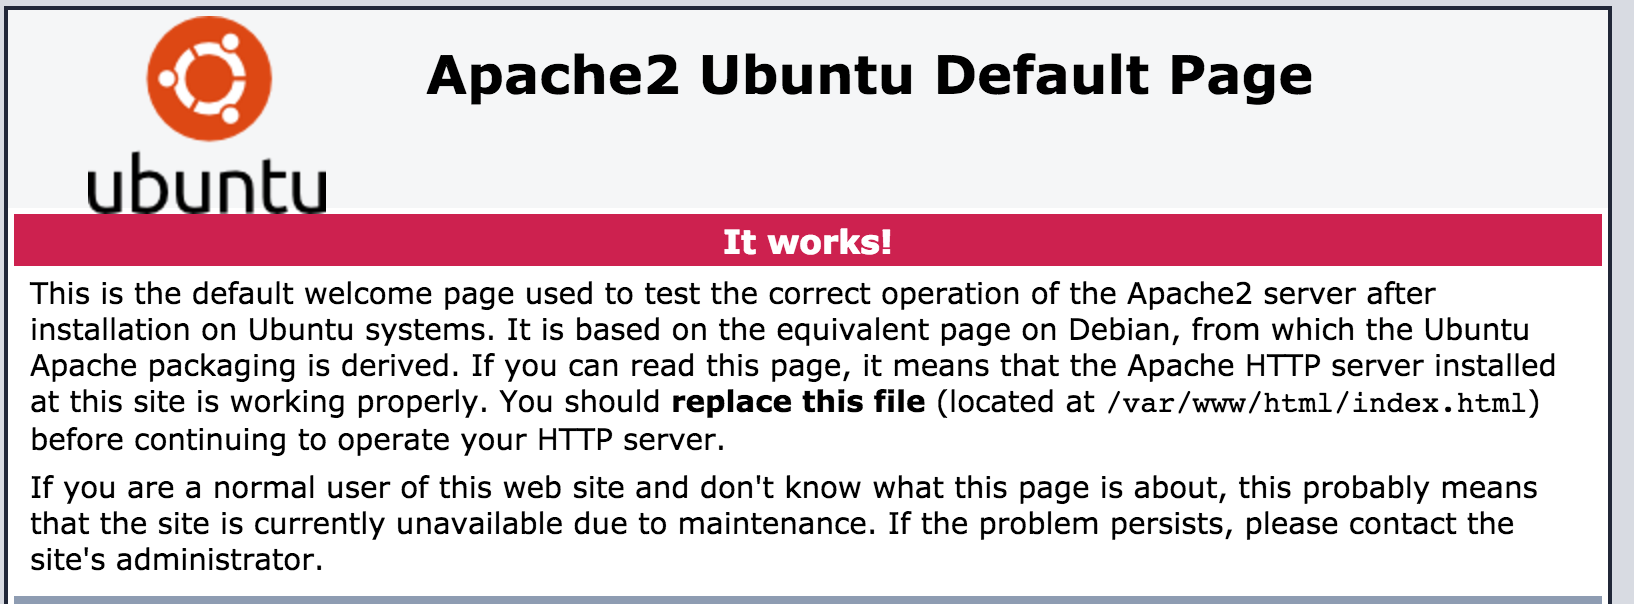 ubuntu
Apache2 Ubuntu Default Page
It works!
This is the default welcome page used to test the correct operation of the Apache2 server after
installation on Ubuntu systems. It is based on the equivalent page on Debian, from which the Ubuntu
Apache packaging is derived. If you can read this page, it means that the Apache HTTP server installed
at this site is working properly. You should replace this file (located at /var/www/html/index.html)
before continuing to operate your HTTP server.
If you are a normal user of this web site and don't know what this page is about, this probably means
that the site is currently unavailable due to maintenance. If the problem persists, please contact the
site's administrator.